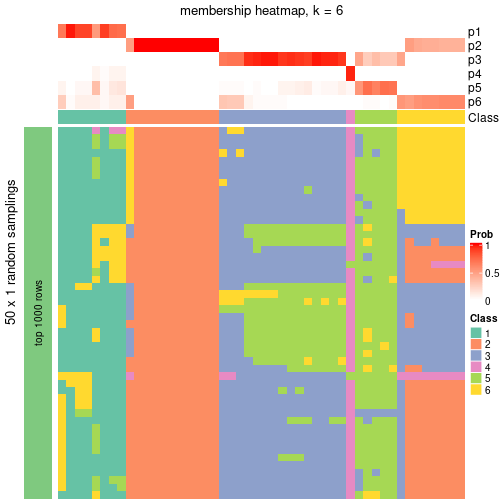 membership heatmap, k = 6
p1
p2
p3
p4
p5
p6
Class
50 x 1 random samplings
top 1000 rows
Prob
1
0.5
0
Class
1
2
3
4
5
6